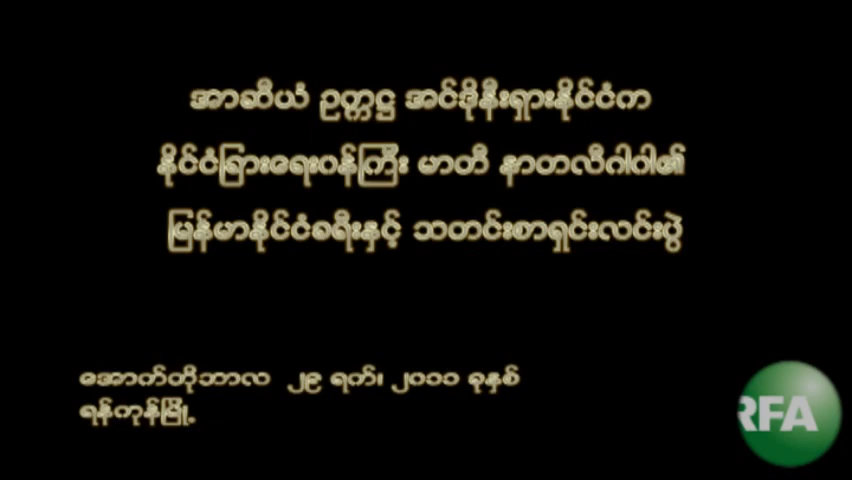 အာဆီယံ ဥက္ကဋ္ဌ အင်ဒိုနီးရှားနိုင်ငံက
နိုင်ငံခြားရေးဝန်ကြီး မာတီ နာတလီဂါဝါ၏
မြန်မာနိုင်ငံခရီးနှင့် သတင်းစာရှင်းလင်းပွဲ
အောက်တိုဘာလ ၂၉ ရက်၊ ၂၀၁၁ ခုနှစ်
ရန်ကုန်မြို့
RFA